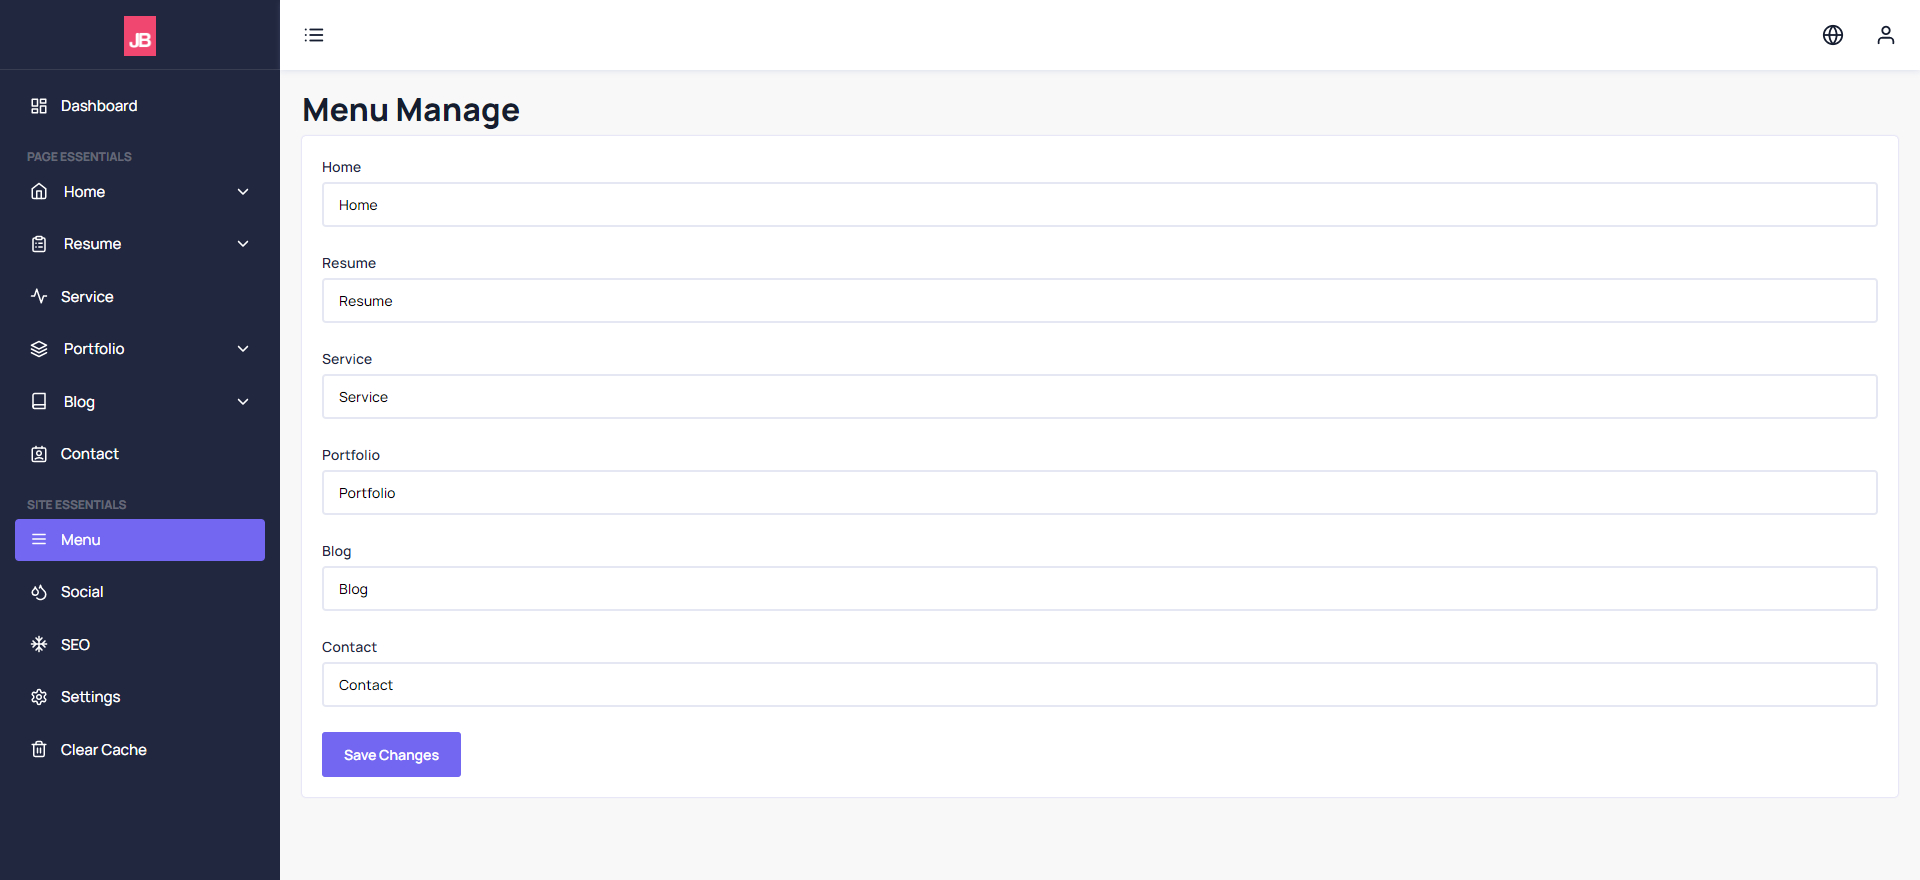 JB
Dashboard
PAGE ESSENTIALS
Home
Resume
Service
Portfolio
Blog
Contact
SITE ESSENTIALS
Menu
Social
SEO
Settings
Clear Cache
Menu Manage
Home
Home
Resume
Resume
Service
Service
Portfolio
Portfolio
Blog
Blog
Contact
Contact
Save Changes